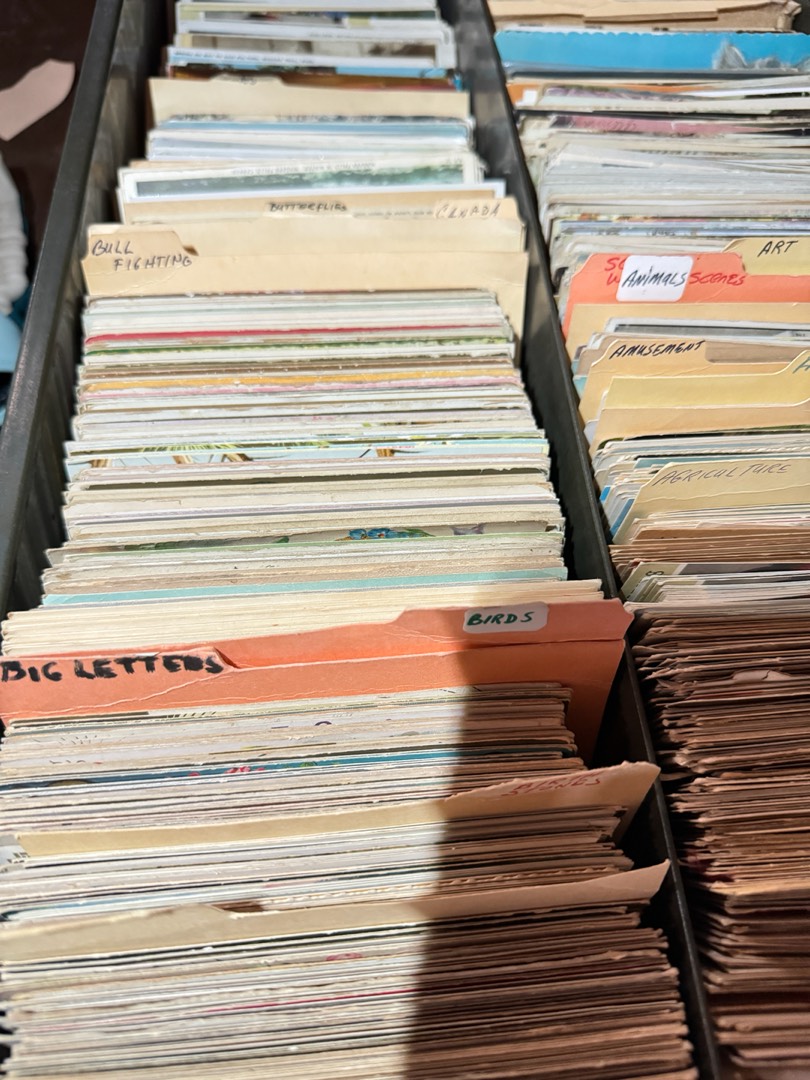 BUTTERFLIES
CANADA
BULL
FIGHTING
ART
ANIMALS
SCENES
AMUSEMENT
AGRICULTURE
BIRDS
BIG LETTERS